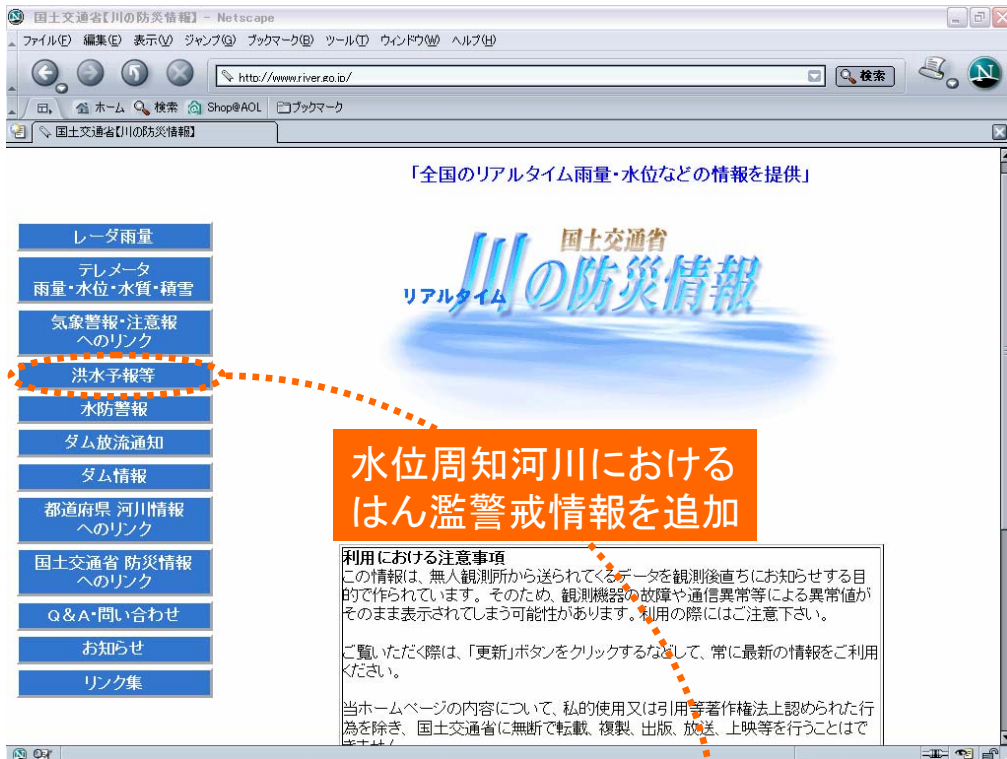 国土交通省【川の防災情報】 - Netscape
ファイル(F) 編集(E) 表示(V) ジャンプ(G) ブックマーク(B) ツール(T) ウィンドウ(W) ヘルプ(H)
http://www.river.go.jp/
検索
ホーム 検索 Shop@AOL ブックマーク
国土交通省【川の防災情報】
「全国のリアルタイム雨量・水位などの情報を提供」
レーダ雨量
テレメータ
雨量・水位・水質・積雪
気象警報・注意報
へのリンク
洪水予報等
水防警報
ダム放流通知
ダム情報
都道府県 河川情報
へのリンク
国土交通省 防災情報
へのリンク
Q&A・問い合わせ
お知らせ
リンク集
国土交通省
リアルタイム 川の防災情報
水位周知河川における
はん濫警戒情報を追加
利用における注意事項
この情報は、無人観測所から送られてくるデータを観測後直ちにお知らせする目
的で作られています。そのため、観測機器の故障や通信異常等による異常値が
そのまま表示されてしまう可能性があります。利用の際にはご注意下さい。
ご覧いただく際は、「更新」ボタンをクリックするなどして、常に最新の情報をご利用
ください。
当ホームページの内容について、私的使用又は引用等著作権法上認められた行
為を除き、国土交通省に無断で転載、複製、出版、放送、上映等を行うことはで
きません